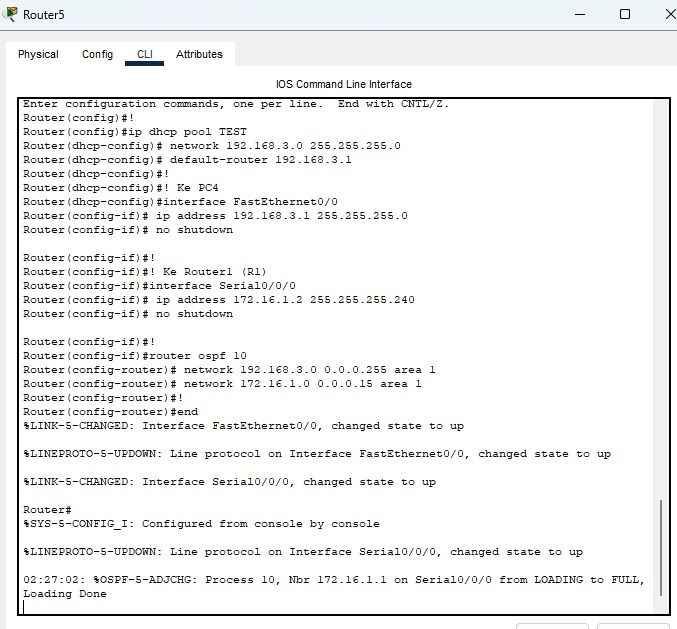 Router5
Physical Config CLI Attributes
IOS Command Line Interface
Enter configuration commands, one per line. End with CNTL/Z.
Router(config)#!
Router(config)#ip dhcp pool TEST
Router(dhcp-config)# network 192.168.3.0 255.255.255.0
Router(dhcp-config)# default-router 192.168.3.1
Router(dhcp-config)#!
Router(dhcp-config)#! Ke PC4
Router(dhcp-config)#interface FastEthernet0/0
Router(config-if)# ip address 192.168.3.1 255.255.255.0
Router(config-if)# no shutdown
Router(config-if)#!
Router(config-if)#! Ke Router1 (R1)
Router(config-if)#interface Serial0/0/0
Router(config-if)# ip address 172.16.1.2 255.255.255.240
Router(config-if)# no shutdown
Router(config-if)#!
Router(config-if)#router ospf 10
Router(config-router)# network 192.168.3.0 0.0.0.255 area 1
Router(config-router)# network 172.16.1.0 0.0.0.15 area 1
Router(config-router)#!
Router(config-router)#end
%LINK-5-CHANGED: Interface FastEthernet0/0, changed state to up
%LINEPROTO-5-UPDOWN: Line protocol on Interface FastEthernet0/0, changed state to up
%LINK-5-CHANGED: Interface Serial0/0/0, changed state to up
Router#
%SYS-5-CONFIG_I: Configured from console by console
%LINEPROTO-5-UPDOWN: Line protocol on Interface Serial0/0/0, changed state to up
02:27:02: %OSPF-5-ADJCHG: Process 10, Nbr 172.16.1.1 on Serial0/0/0 from LOADING to FULL,
Loading Done